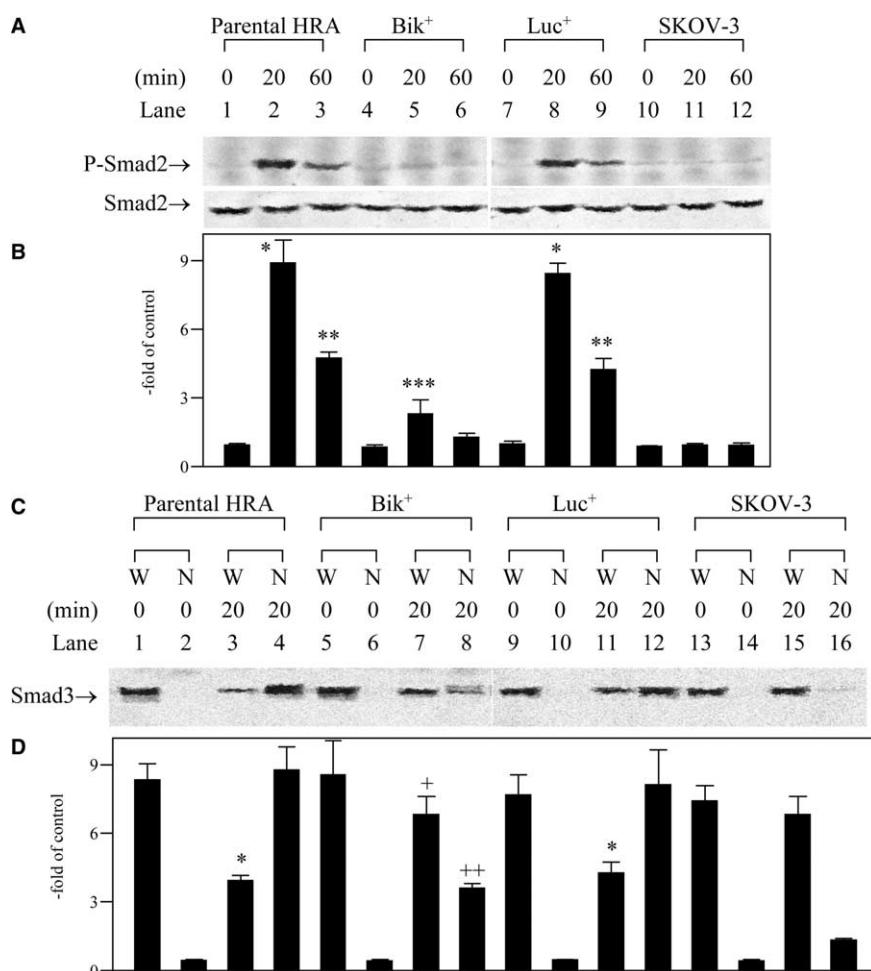 A
Parental HRA Bik⁺ Luc⁺ SKOV-3
(min) 0 20 60 0 20 60 0 20 60 0 20 60
Lane 1 2 3 4 5 6 7 8 9 10 11 12
P-Smad2→
Smad2→
B
-fold of control
9
6
3
0
* ** *** * **
C
Parental HRA Bik⁺ Luc⁺ SKOV-3
W N W N W N W N W N W N W N W N
(min) 0 0 20 20 0 0 20 20 0 0 20 20 0 0 20 20
Lane 1 2 3 4 5 6 7 8 9 10 11 12 13 14 15 16
Smad3→
D
-fold of control
9
6
3
0
* + ++ *